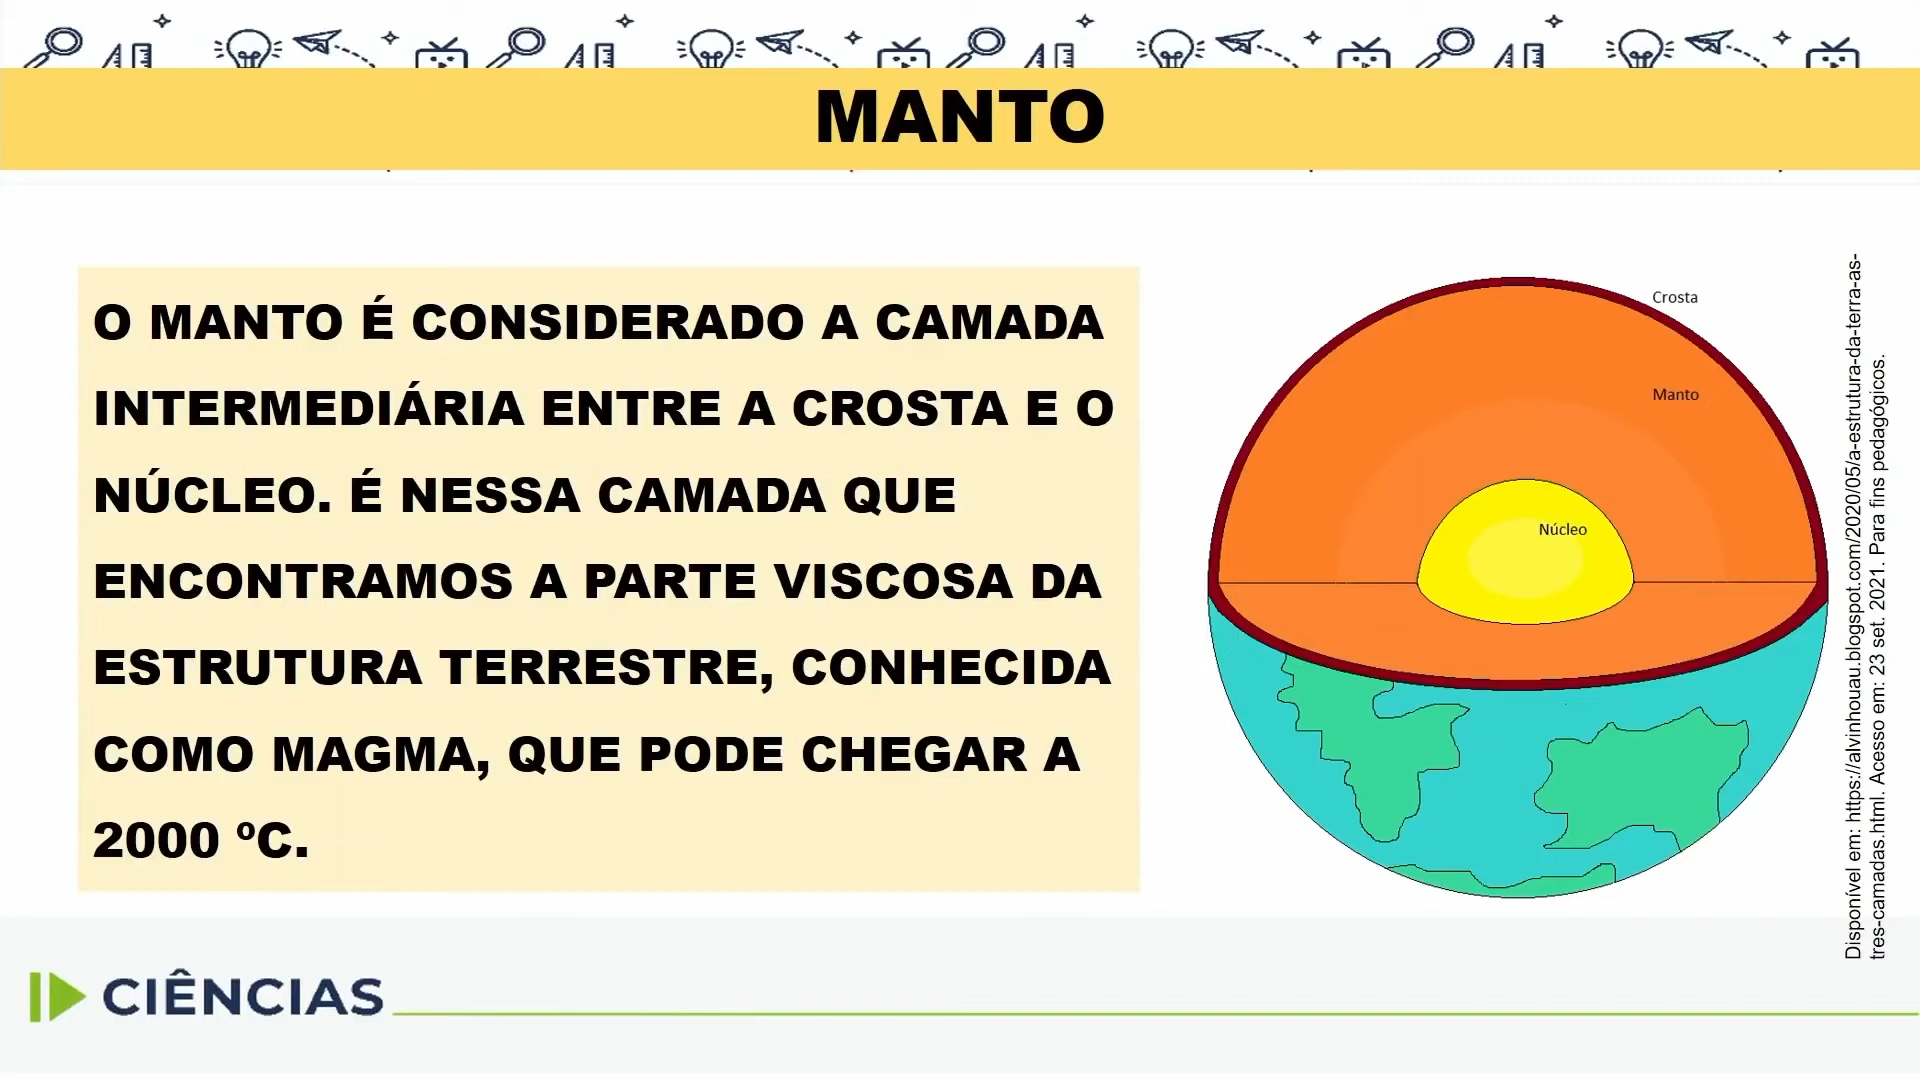 MANTO
O MANTO É CONSIDERADO A CAMADA
INTERMEDIÁRIA ENTRE A CROSTA E O
NÚCLEO. É NESSA CAMADA QUE
ENCONTRAMOS A PARTE VISCOSA DA
ESTRUTURA TERRESTRE, CONHECIDA
COMO MAGMA, QUE PODE CHEGAR A
2000 ºC.
Crosta
Manto
Núcleo
Disponível em: https://alvinhouau.blogspot.com/2020/05/a-estrutura-da-terra-as-
tres-camadas.html. Acesso em: 23 set. 2021. Para fins pedagógicos.
CIÊNCIAS